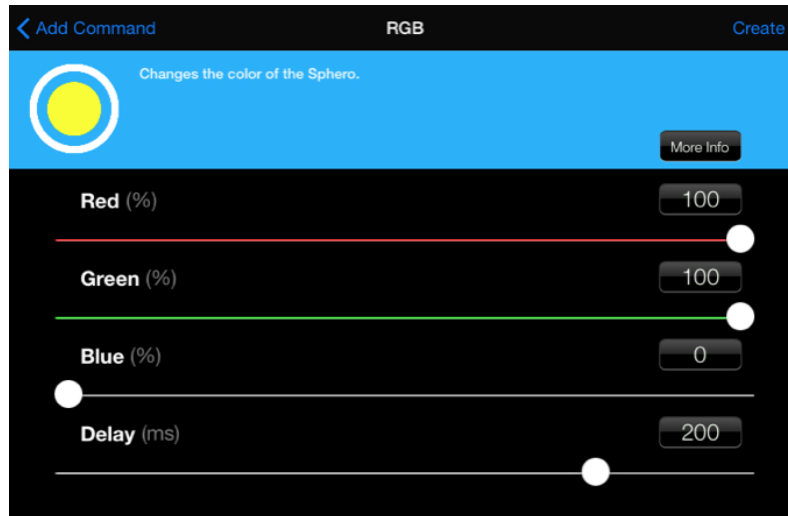 Add Command RGB Create
Changes the color of the Sphero.
More Info
Red (%) 100
Green (%) 100
Blue (%) 0
Delay (ms) 200